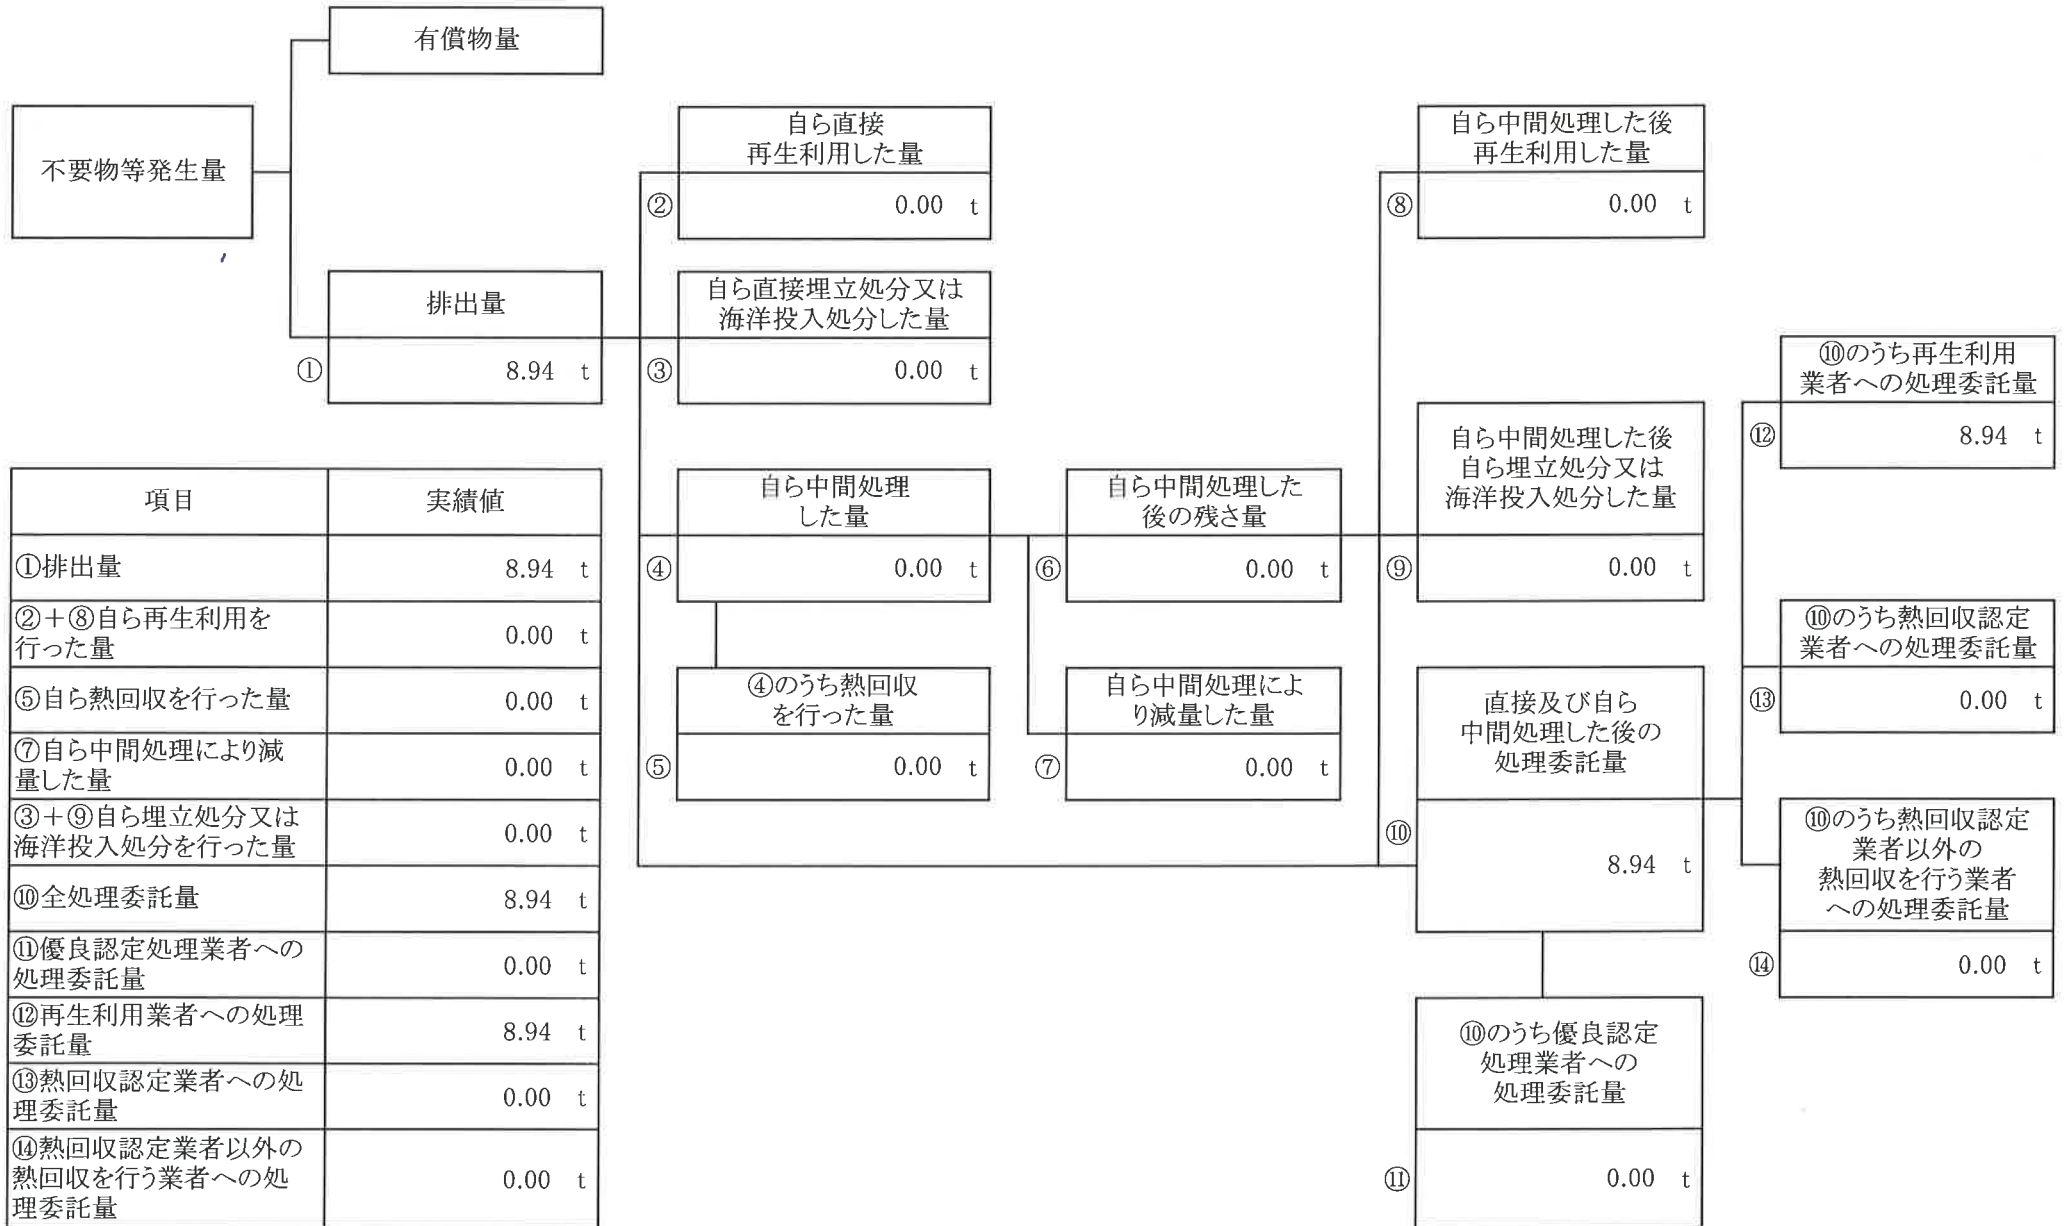 有償物量
不要物等発生量
排出量
① 8.94 t
自ら直接
再生利用した量
② 0.00 t
自ら直接埋立処分又は
海洋投入処分した量
③ 0.00 t
自ら中間処理
した量
④ 0.00 t
④のうち熱回収
を行った量
⑤ 0.00 t
自ら中間処理した
後の残さ量
⑥ 0.00 t
自ら中間処理によ
り減量した量
⑦ 0.00 t
自ら中間処理した後
再生利用した量
⑧ 0.00 t
自ら中間処理した後
自ら埋立処分又は
海洋投入処分した量
⑨ 0.00 t
直接及び自ら
中間処理した後の
処理委託量
⑩ 8.94 t
⑩のうち優良認定
処理業者への
処理委託量
⑪ 0.00 t
⑩のうち再生利用
業者への処理委託量
⑫ 8.94 t
⑩のうち熱回収認定
業者への処理委託量
⑬ 0.00 t
⑩のうち熱回収認定
業者以外の
熱回収を行う業者
への処理委託量
⑭ 0.00 t
項目 実績値
①排出量 8.94 t
②+⑧自ら再生利用を
行った量 0.00 t
⑤自ら熱回収を行った量 0.00 t
⑦自ら中間処理により減
量した量 0.00 t
③+⑨自ら埋立処分又は
海洋投入処分を行った量 0.00 t
⑩全処理委託量 8.94 t
⑪優良認定処理業者への
処理委託量 0.00 t
⑫再生利用業者への処理
委託量 8.94 t
⑬熱回収認定業者への処
理委託量 0.00 t
⑭熱回収認定業者以外の
熱回収を行う業者への処
理委託量 0.00 t